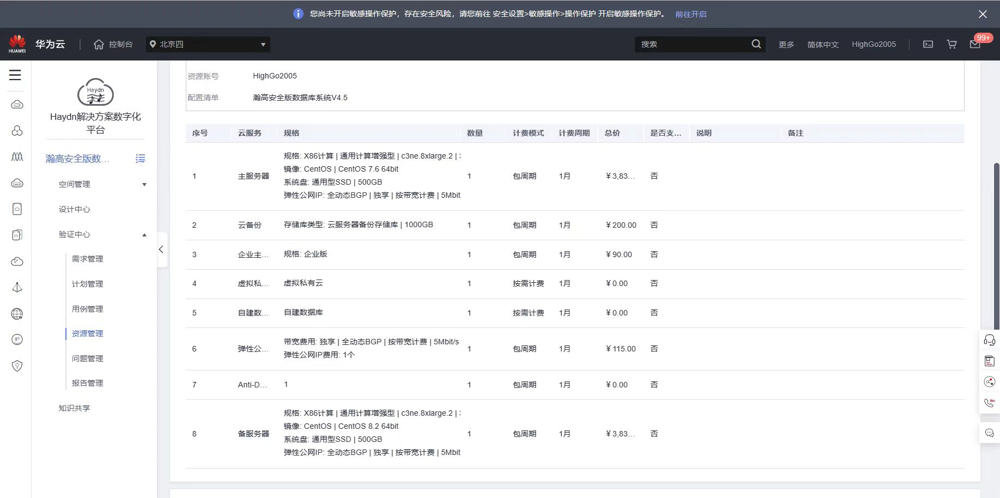 您尚未开启敏感操作保护，存在安全风险，请您前往 安全设置>敏感操作>操作保护 开启敏感操作保护。 前往开启
HUAWEI 华为云 控制台 北京四 搜索 更多 简体中文 HighGo2005 99+
Haydn
Haydn解决方案数字化
平台
瀚高安全版数...
空间管理
设计中心
验证中心
需求管理
计划管理
用例管理
资源管理
问题管理
报告管理
知识共享
资源账号 HighGo2005
配置清单 瀚高安全版数据库系统V4.5
序号 云服务 规格 数量 计费模式 计费周期 总价 是否支... 说明 备注
1 主服务器 规格: X86计算 | 通用计算增强型 | c3ne.8xlarge.2 |
镜像: CentOS | CentOS 7.6 64bit
系统盘: 通用型SSD | 500GB
弹性公网IP: 全动态BGP | 独享 | 按带宽计费 | 5Mbit
1 包周期 1月 ¥3,83... 否
2 云备份 存储库类型: 云服务器备份存储库 | 1000GB 1 包周期 1月 ¥200.00 否
3 企业主... 规格: 企业版 1 包周期 1月 ¥90.00 否
4 虚拟私... 虚拟私有云 1 按需计费 1月 ¥0.00 否
5 自建数... 自建数据库 1 按需计费 1月 ¥0.00 否
6 弹性公... 带宽费用: 独享 | 全动态BGP | 按带宽计费 | 5Mbit/s
弹性公网IP费用: 1个
1 包周期 1月 ¥115.00 否
7 Anti-D... 1 1 包周期 1月 ¥0.00 否
8 备服务器 规格: X86计算 | 通用计算增强型 | c3ne.8xlarge.2 |
镜像: CentOS | CentOS 8.2 64bit
系统盘: 通用型SSD | 500GB
弹性公网IP: 全动态BGP | 独享 | 按带宽计费 | 5Mbit
1 包周期 1月 ¥3,83... 否
IP
24h